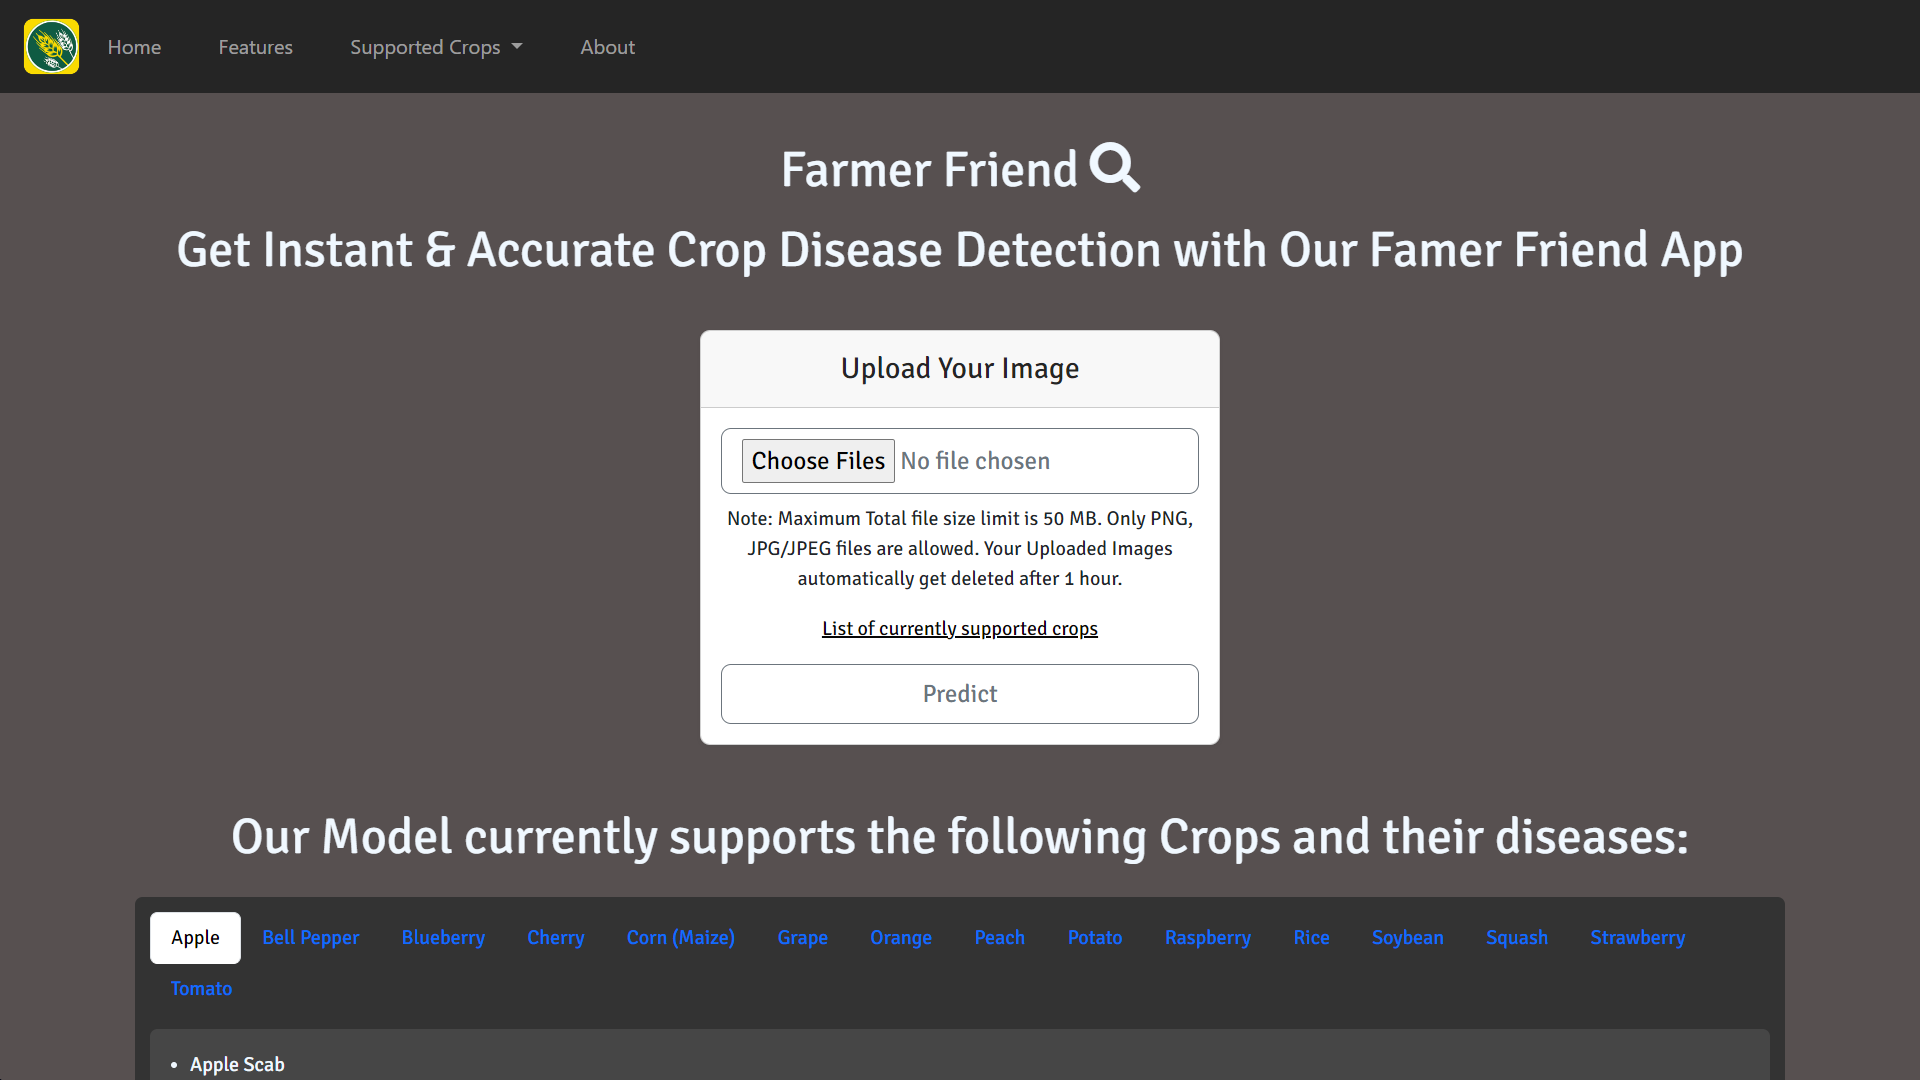 Home Features Supported Crops About
Farmer Friend
Get Instant & Accurate Crop Disease Detection with Our Famer Friend App
Upload Your Image
Choose Files No file chosen
Note: Maximum Total file size limit is 50 MB. Only PNG,
JPG/JPEG files are allowed. Your Uploaded Images
automatically get deleted after 1 hour.
List of currently supported crops
Predict
Our Model currently supports the following Crops and their diseases:
Apple Bell Pepper Blueberry Cherry Corn (Maize) Grape Orange Peach Potato Raspberry Rice Soybean Squash Strawberry
Tomato
• Apple Scab